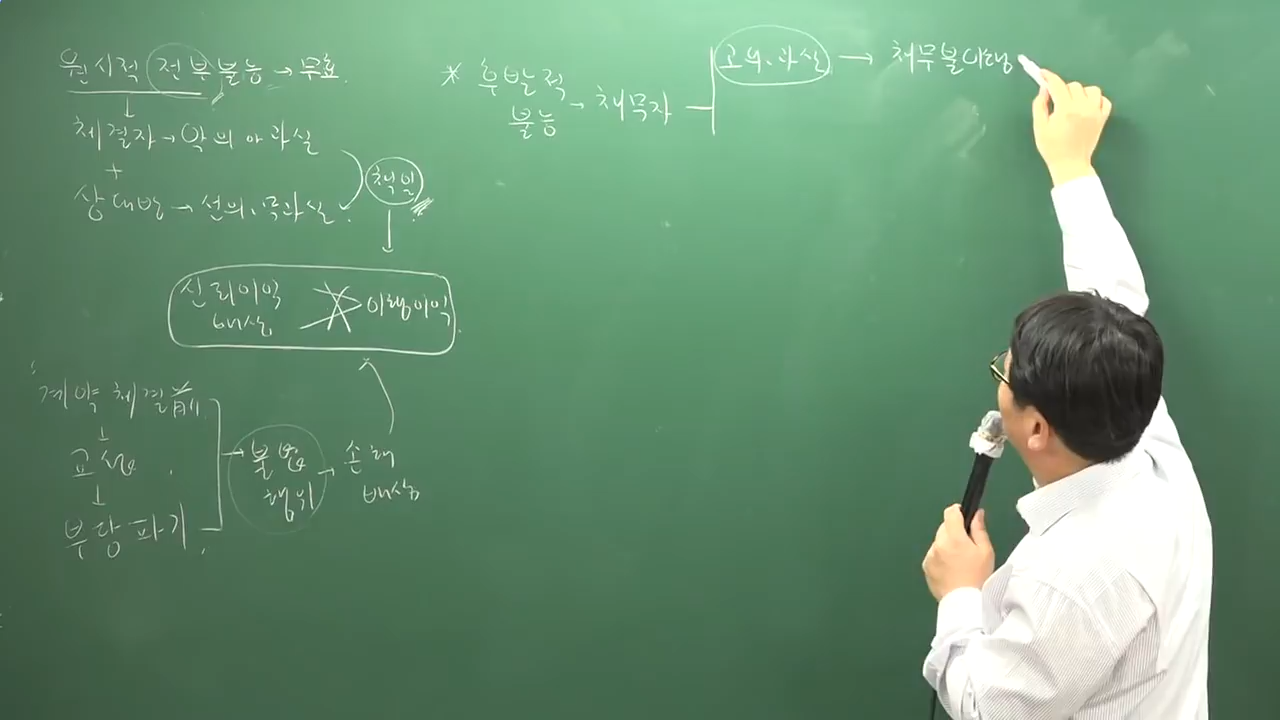 원시적 전부불능 → 무효.
↓
체결자 → 악의 or 과실
+
상대방 → 선의.무과실.
책임
↓
신뢰이익 배상
이행이익
계약 체결 前
↓
교섭
↓
부당파기
→ 불법행위 → 손해배상
* 후발적 불능 → 채무자
고의.과실 → 채무불이행